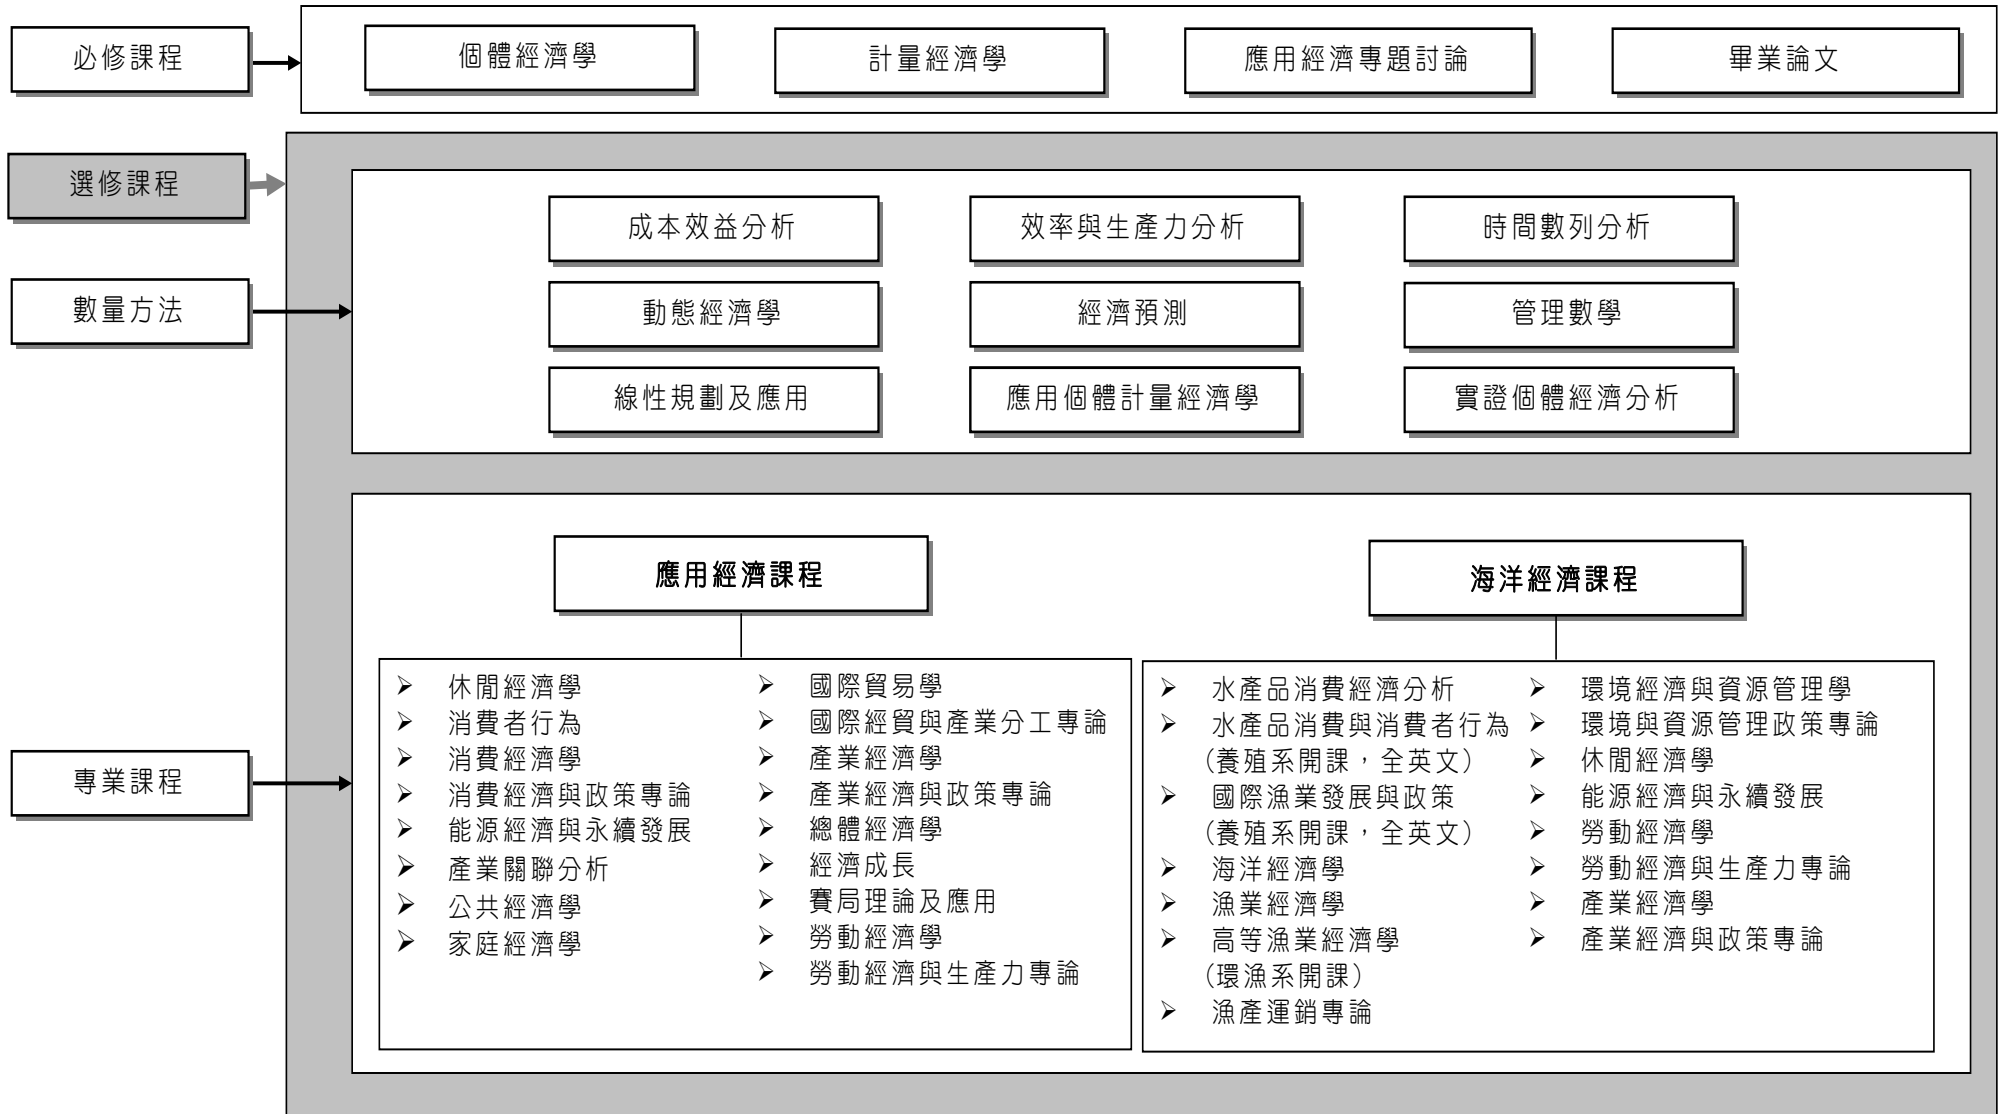 必修課程
個體經濟學
計量經濟學
應用經濟專題討論
畢業論文
選修課程
數量方法
成本效益分析
效率與生產力分析
時間數列分析
動態經濟學
經濟預測
管理數學
線性規劃及應用
應用個體計量經濟學
實證個體經濟分析
專業課程
應用經濟課程
➢ 休閒經濟學
➢ 消費者行為
➢ 消費經濟學
➢ 消費經濟與政策專論
➢ 能源經濟與永續發展
➢ 產業關聯分析
➢ 公共經濟學
➢ 家庭經濟學
➢ 國際貿易學
➢ 國際經貿與產業分工專論
➢ 產業經濟學
➢ 產業經濟與政策專論
➢ 總體經濟學
➢ 經濟成長
➢ 賽局理論及應用
➢ 勞動經濟學
➢ 勞動經濟與生產力專論
海洋經濟課程
➢ 水產品消費經濟分析
➢ 水產品消費與消費者行為
(養殖系開課，全英文)
➢ 國際漁業發展與政策
(養殖系開課，全英文)
➢ 海洋經濟學
➢ 漁業經濟學
➢ 高等漁業經濟學
(環漁系開課)
➢ 漁產運銷專論
➢ 環境經濟與資源管理學
➢ 環境與資源管理政策專論
➢ 休閒經濟學
➢ 能源經濟與永續發展
➢ 勞動經濟學
➢ 勞動經濟與生產力專論
➢ 產業經濟學
➢ 產業經濟與政策專論